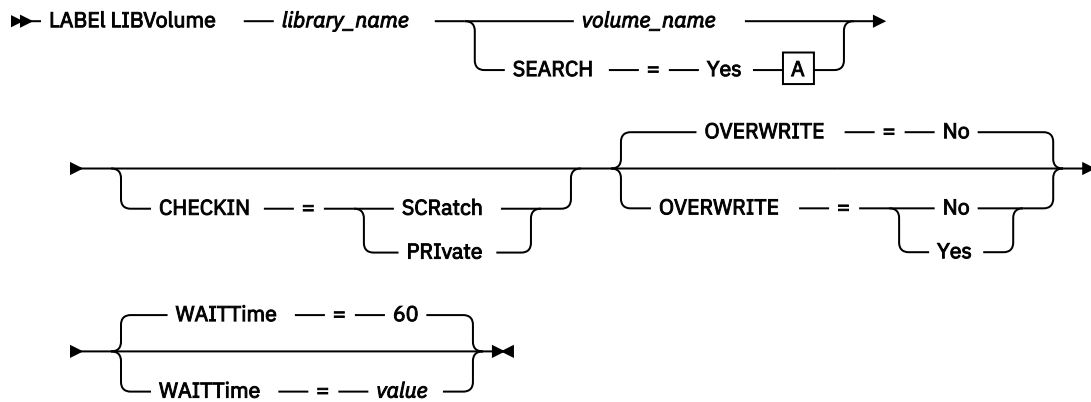 LABEl LIBVolume — library_name — volume_name
SEARCH — = — Yes — A
OVERWRITE — = — No
CHECKIN — = — SCRatch
PRIvate
OVERWRITE — = — No
Yes
WAITTime — = — 60
WAITTime — = — value